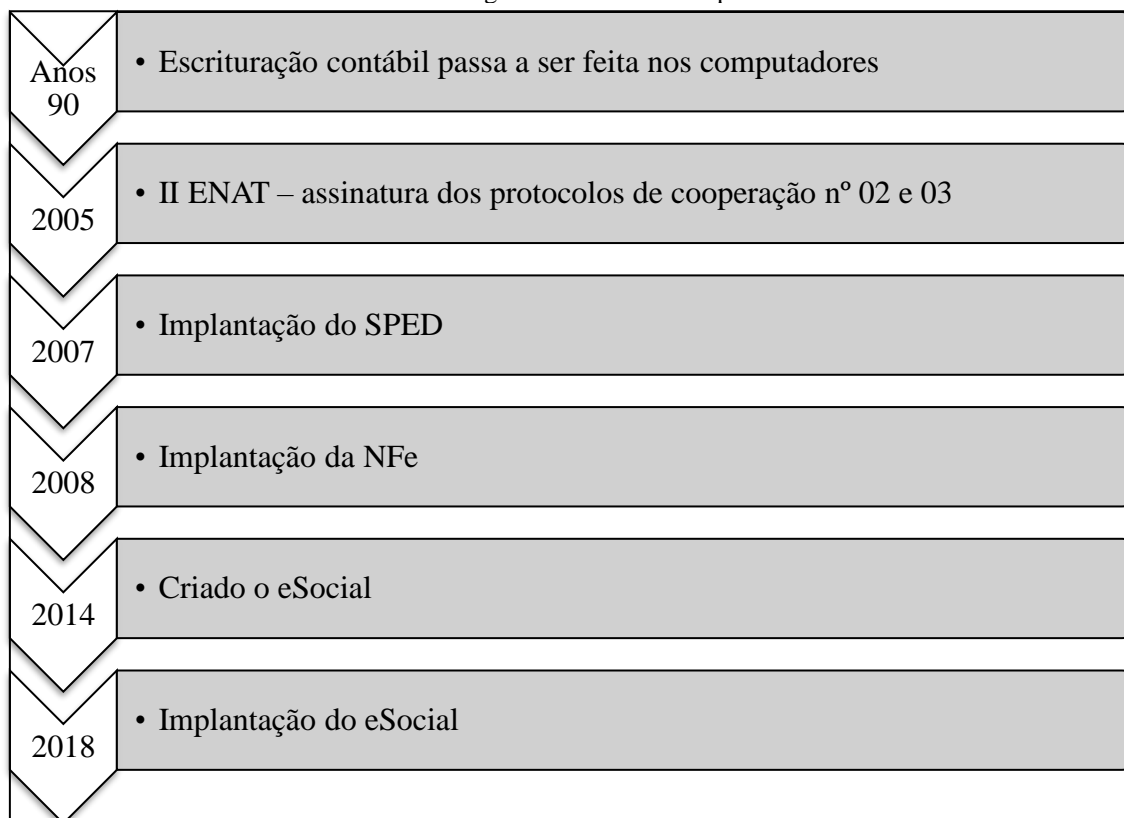 Anos
90
• Escrituração contábil passa a ser feita nos computadores
2005
• II ENAT – assinatura dos protocolos de cooperação nº 02 e 03
2007
• Implantação do SPED
2008
• Implantação da NFe
2014
• Criado o eSocial
2018
• Implantação do eSocial